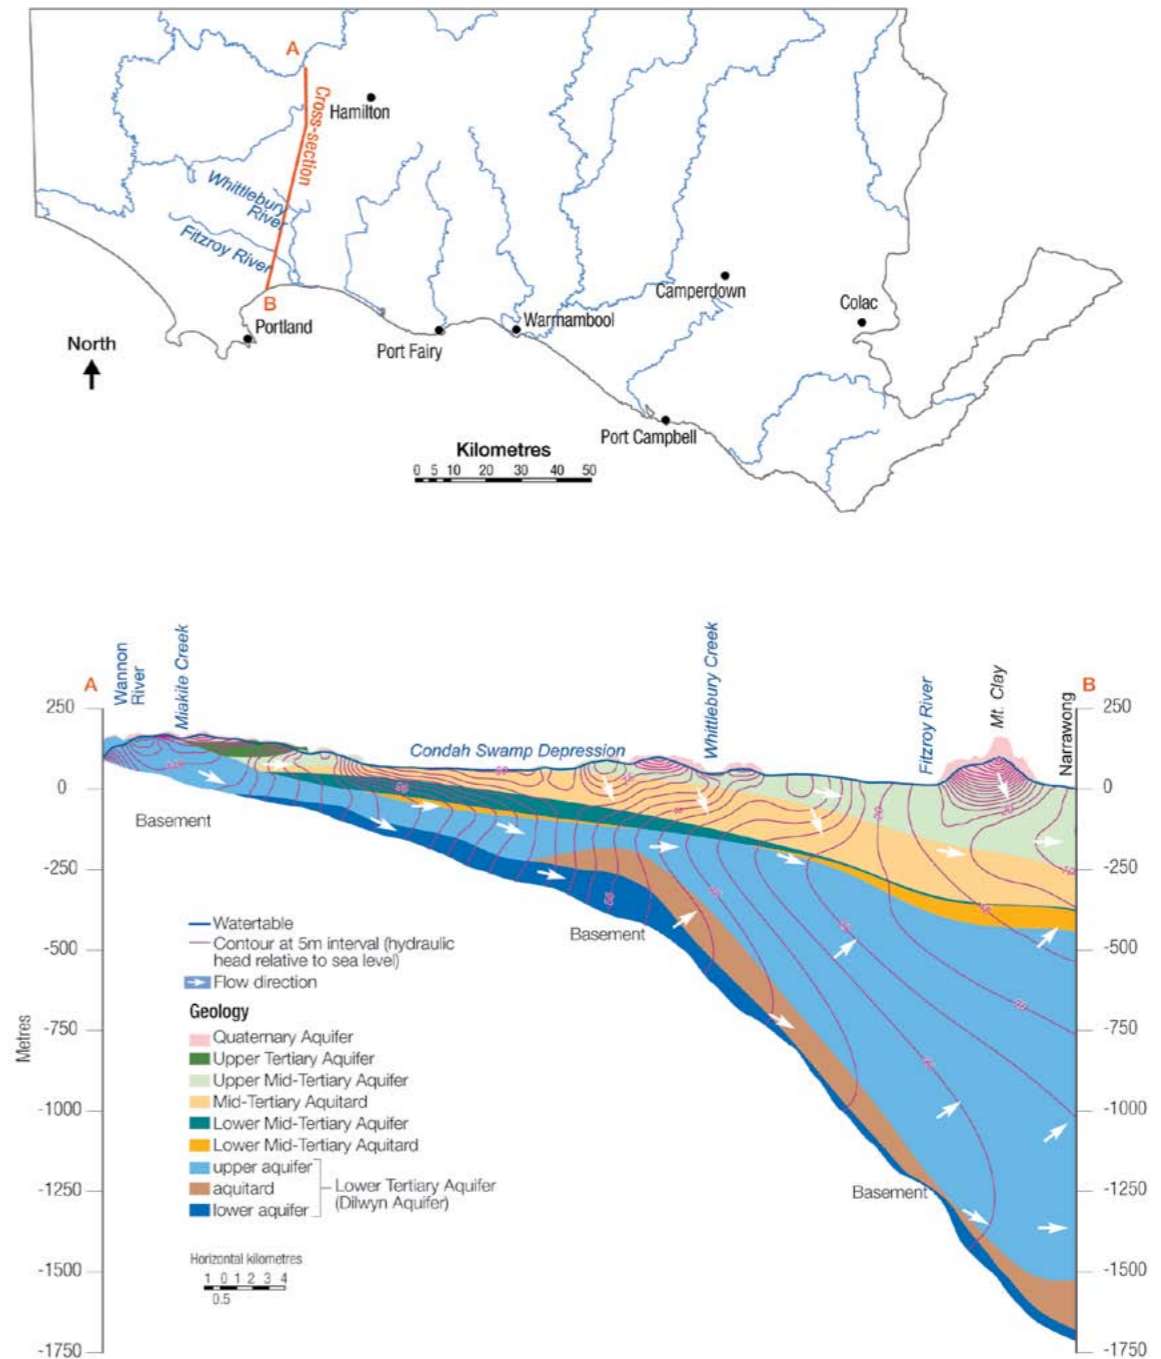 A
Hamilton
Cross-section
Whittlebury
River
Fitzroy River
B
Portland
Camperdown
Colac
Warrnambool
Port Fairy
North
Port Campbell
Kilometres
0 5 10 20 30 40 50
A
Wannon
River
Miakite Creek
Condah Swamp Depression
Whittlebury Creek
Fitzroy River
Mt. Clay
Narrawong
B
250
0
-250
-500
-750
-1000
-1250
-1500
-1750
Metres
250
0
-250
-500
-750
-1000
-1250
-1500
-1750
Basement
Basement
Basement
Watertable
Contour at 5m interval (hydraulic
head relative to sea level)
Flow direction
Geology
Quaternary Aquifer
Upper Tertiary Aquifer
Upper Mid-Tertiary Aquifer
Mid-Tertiary Aquitard
Lower Mid-Tertiary Aquifer
Lower Mid-Tertiary Aquitard
upper aquifer
aquitard
lower aquifer
Lower Tertiary Aquifer
(Dilwyn Aquifer)
Horizontal kilometres
1 0 1 2 3 4
0.5